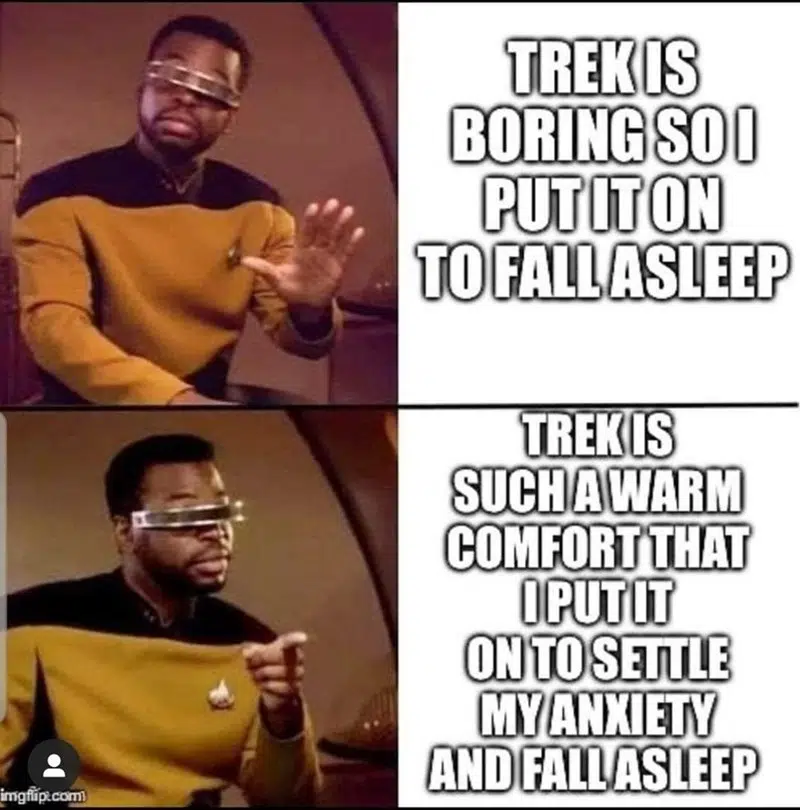 TREK IS
BORING SO I
PUT IT ON
TO FALL ASLEEP
TREK IS
SUCH A WARM
COMFORT THAT
I PUT IT
ON TO SETTLE
MY ANXIETY
AND FALL ASLEEP
imgflip.com